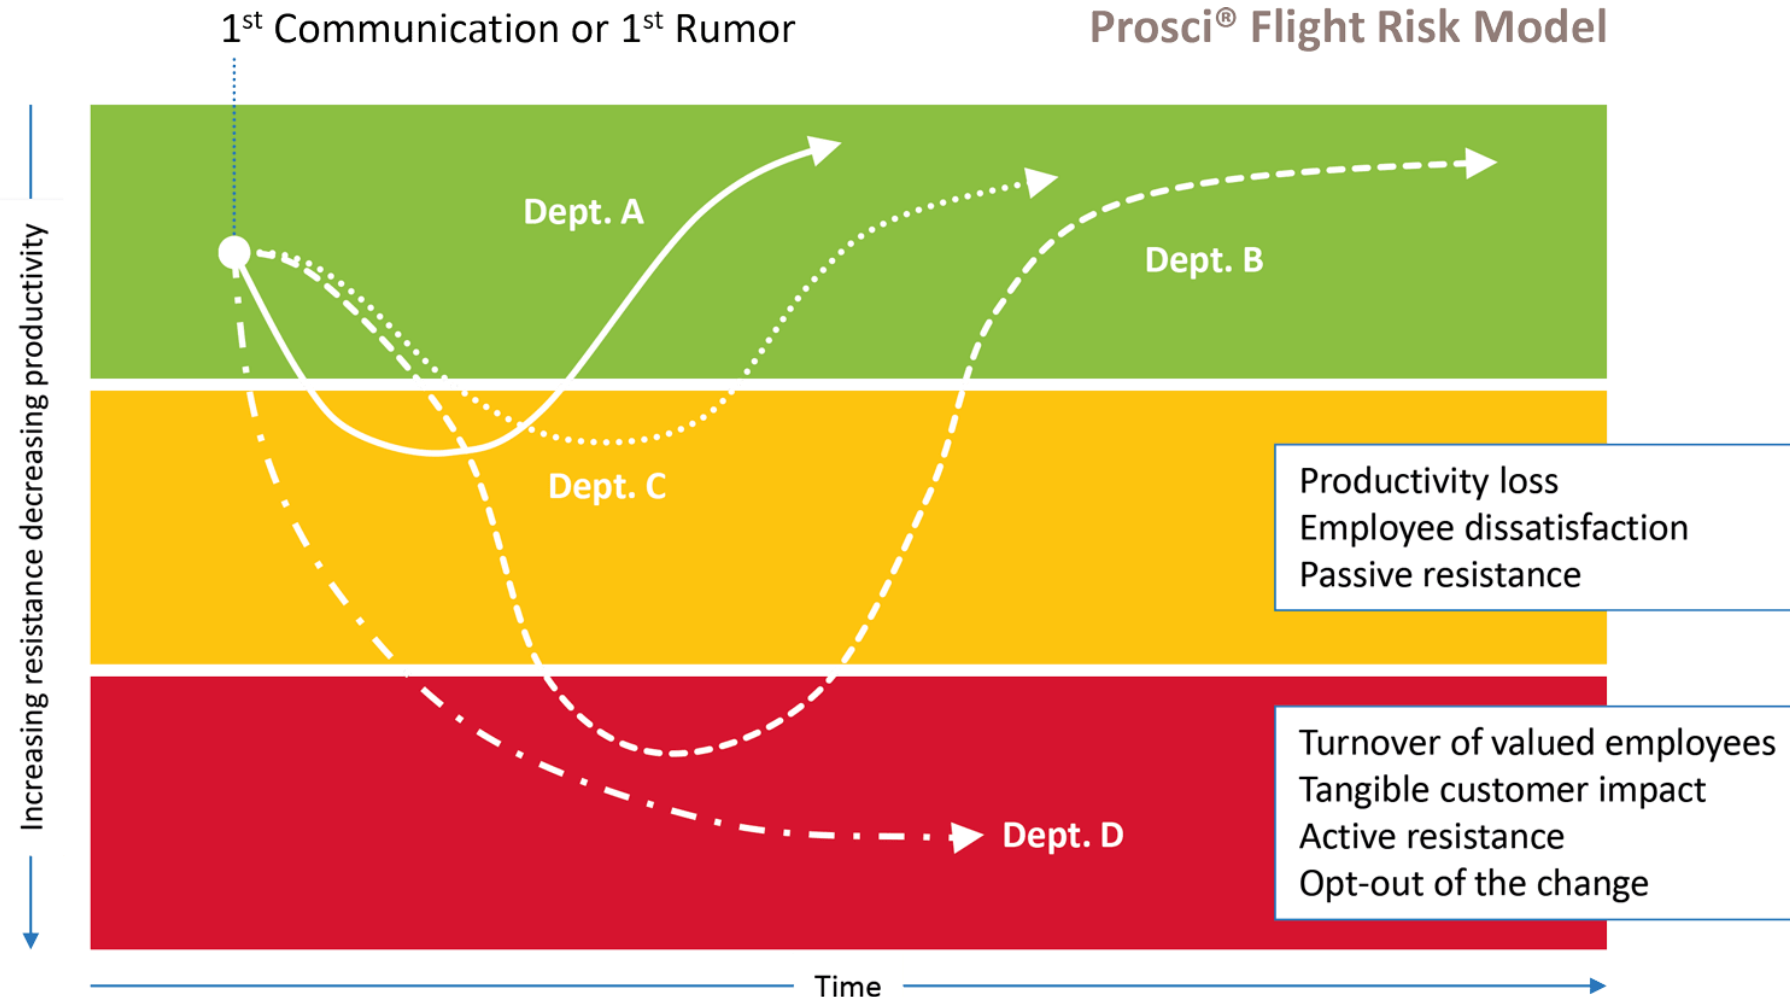 1st Communication or 1st Rumor
Prosci® Flight Risk Model
Increasing resistance decreasing productivity
Dept. A
Dept. B
Dept. C
Productivity loss
Employee dissatisfaction
Passive resistance
Turnover of valued employees
Tangible customer impact
Active resistance
Opt-out of the change
Dept. D
Time